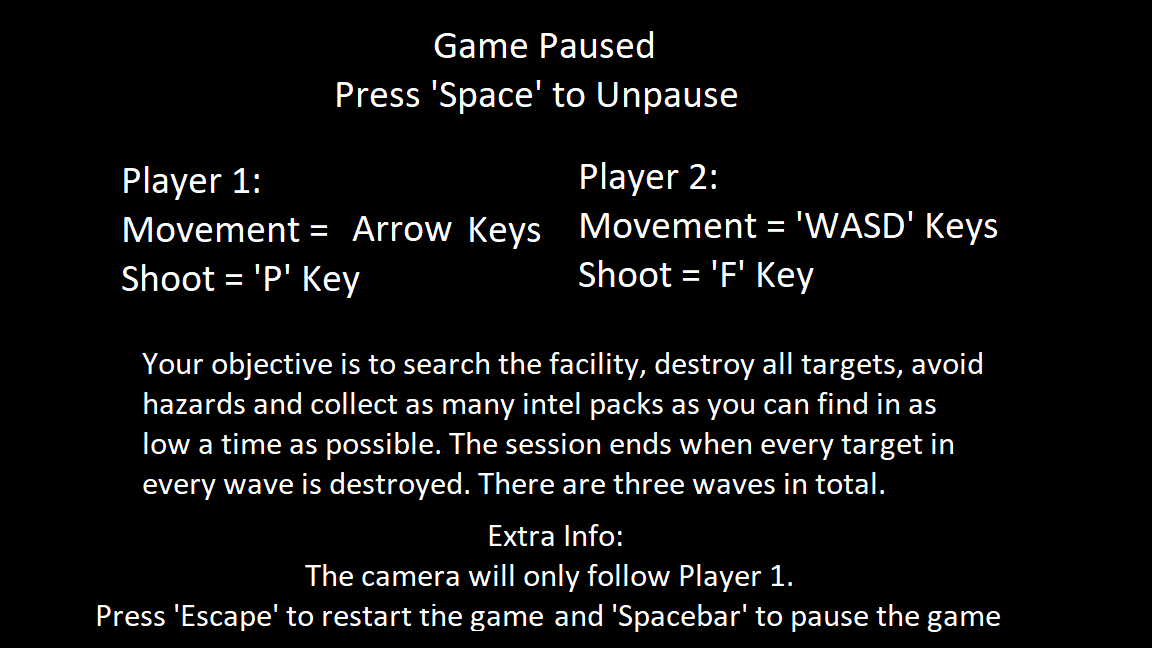 Game Paused
Press 'Space' to Unpause
Player 1:
Movement = Arrow Keys
Shoot = 'P' Key
Player 2:
Movement = 'WASD' Keys
Shoot = 'F' Key
Your objective is to search the facility, destroy all targets, avoid
hazards and collect as many intel packs as you can find in as
low a time as possible. The session ends when every target in
every wave is destroyed. There are three waves in total.
Extra Info:
The camera will only follow Player 1.
Press 'Escape' to restart the game and 'Spacebar' to pause the game